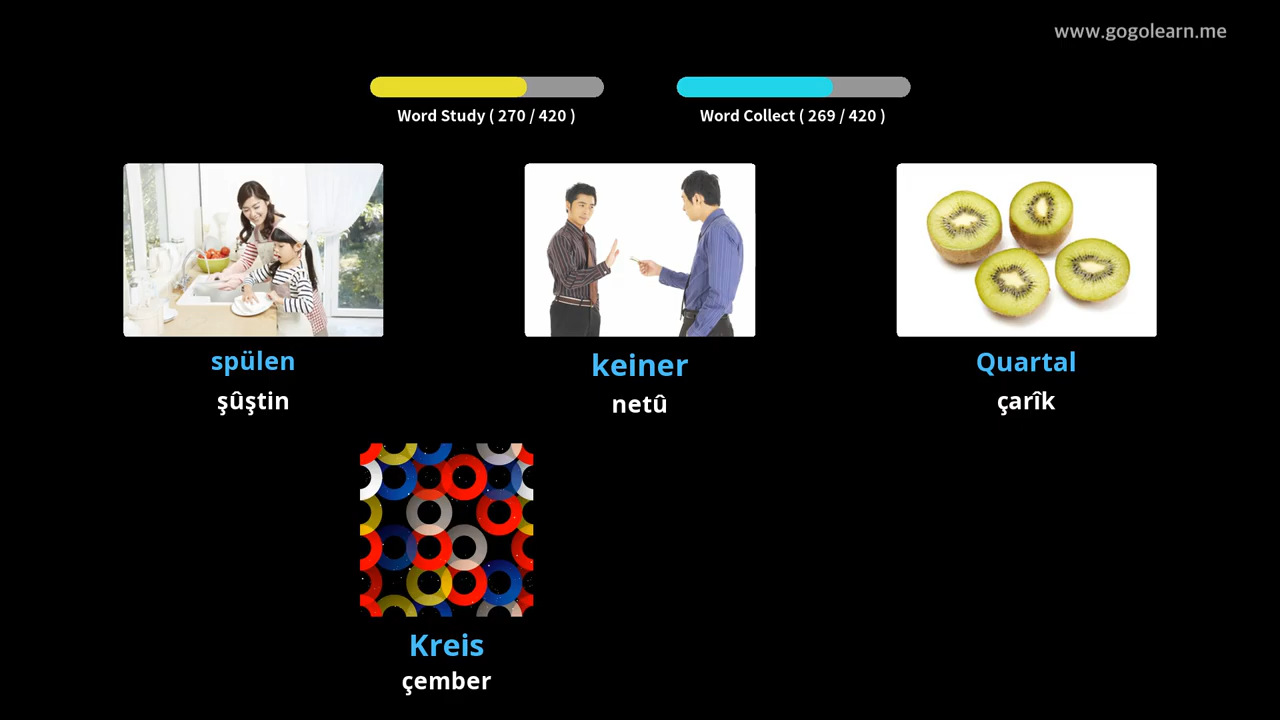 www.gogolearn.me
Word Study ( 270 / 420 )
Word Collect ( 269 / 420 )
spülen
şûştin
keiner
netû
Quartal
çarîk
Kreis
çember